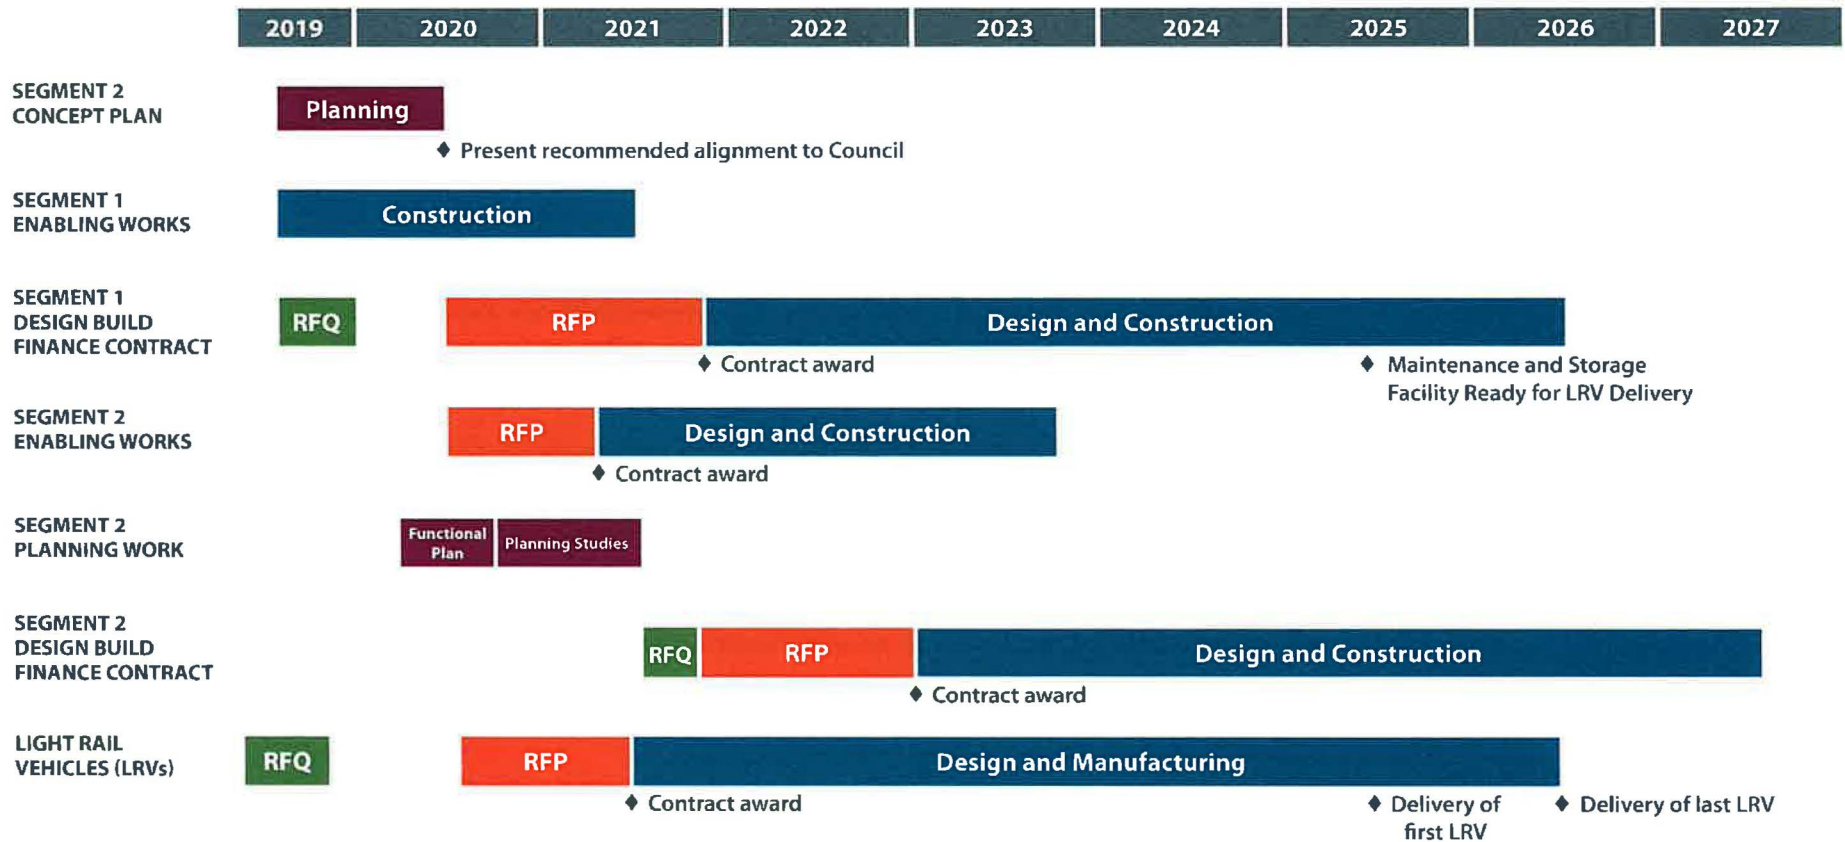 2019 2020 2021 2022 2023 2024 2025 2026 2027
SEGMENT 2
CONCEPT PLAN
Planning
♦ Present recommended alignment to Council
SEGMENT 1
ENABLING WORKS
Construction
SEGMENT 1
DESIGN BUILD
FINANCE CONTRACT
RFQ
RFP
Design and Construction
♦ Contract award
♦ Maintenance and Storage
Facility Ready for LRV Delivery
SEGMENT 2
ENABLING WORKS
RFP
Design and Construction
♦ Contract award
SEGMENT 2
PLANNING WORK
Functional
Plan
Planning Studies
SEGMENT 2
DESIGN BUILD
FINANCE CONTRACT
RFQ
RFP
Design and Construction
♦ Contract award
LIGHT RAIL
VEHICLES (LRVs)
RFQ
RFP
Design and Manufacturing
♦ Contract award
♦ Delivery of
first LRV
♦ Delivery of last LRV